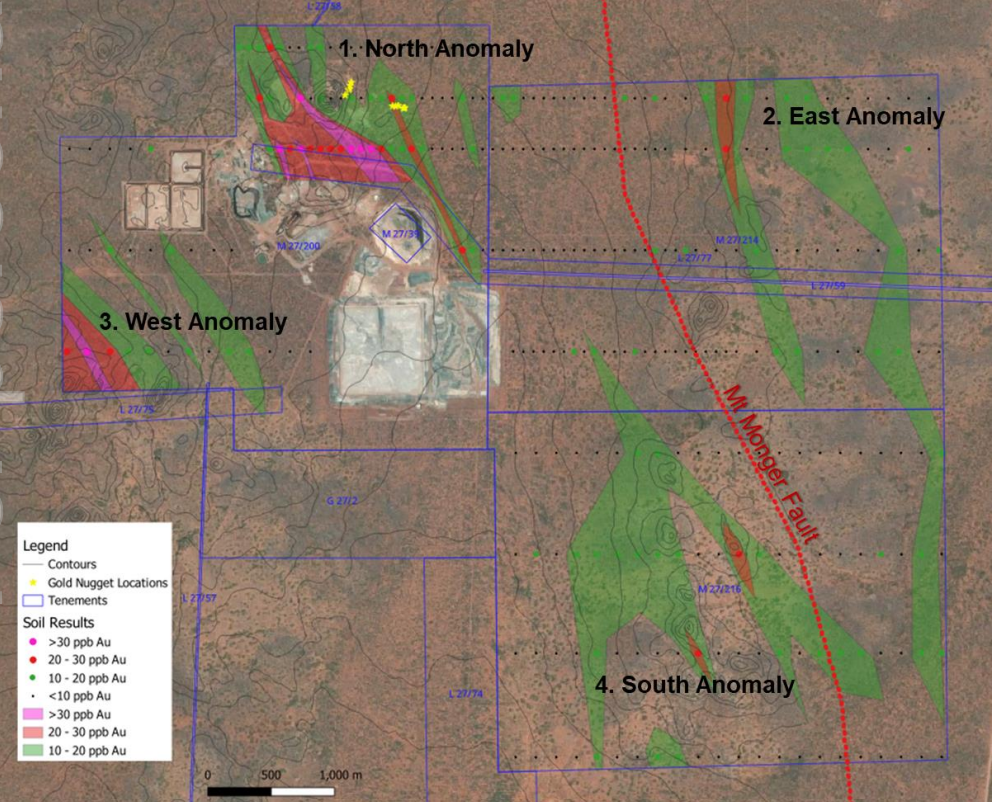 L 27/58
1. North Anomaly
2. East Anomaly
M 27/39
M 27/200
M 27/214
L 27/77
L 27/59
3. West Anomaly
L 27/75
Mt Monger Fault
G 27/2
M 27/216
L 27/57
4. South Anomaly
L 27/74
Legend
Contours
Gold Nugget Locations
Tenements
Soil Results
>30 ppb Au
20 - 30 ppb Au
10 - 20 ppb Au
<10 ppb Au
>30 ppb Au
20 - 30 ppb Au
10 - 20 ppb Au
0 500 1,000 m